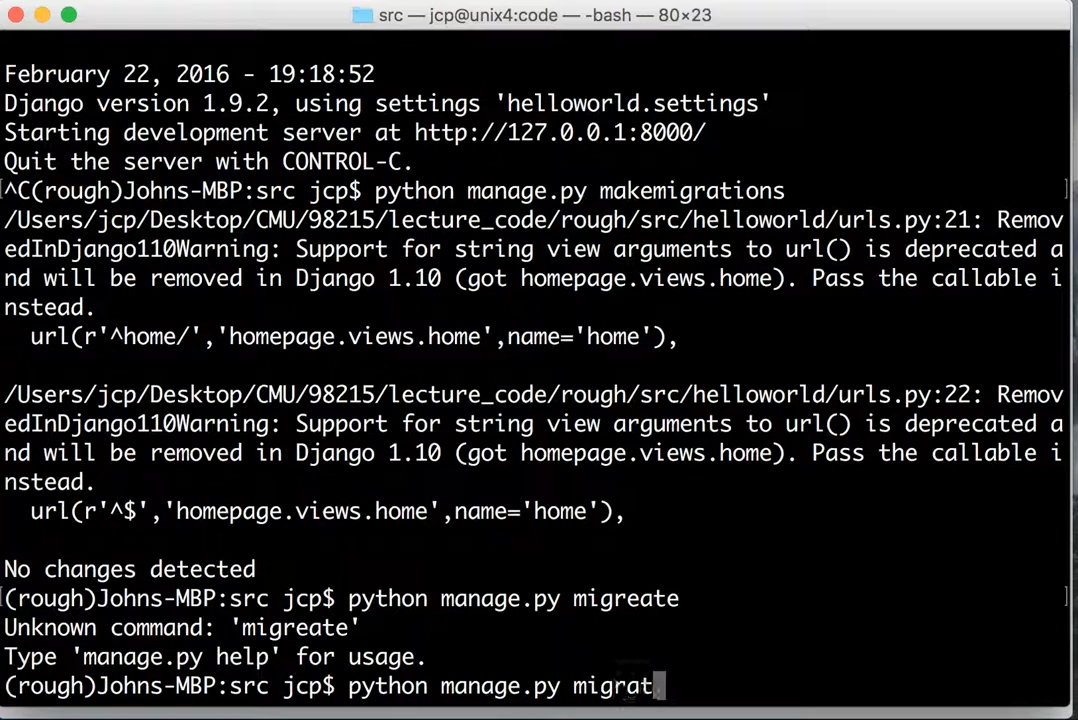 src — jcp@unix4:code — -bash — 80×23
February 22, 2016 - 19:18:52
Django version 1.9.2, using settings 'helloworld.settings'
Starting development server at http://127.0.0.1:8000/
Quit the server with CONTROL-C.
[^C(rough)Johns-MBP:src jcp$ python manage.py makemigrations ]
/Users/jcp/Desktop/CMU/98215/lecture_code/rough/src/helloworld/urls.py:21: Remov
edInDjango110Warning: Support for string view arguments to url() is deprecated a
nd will be removed in Django 1.10 (got homepage.views.home). Pass the callable i
nstead.
  url(r'^home/','homepage.views.home',name='home'),
/Users/jcp/Desktop/CMU/98215/lecture_code/rough/src/helloworld/urls.py:22: Remov
edInDjango110Warning: Support for string view arguments to url() is deprecated a
nd will be removed in Django 1.10 (got homepage.views.home). Pass the callable i
nstead.
  url(r'^$','homepage.views.home',name='home'),
No changes detected
[(rough)Johns-MBP:src jcp$ python manage.py migreate ]
Unknown command: 'migreate'
Type 'manage.py help' for usage.
(rough)Johns-MBP:src jcp$ python manage.py migrat